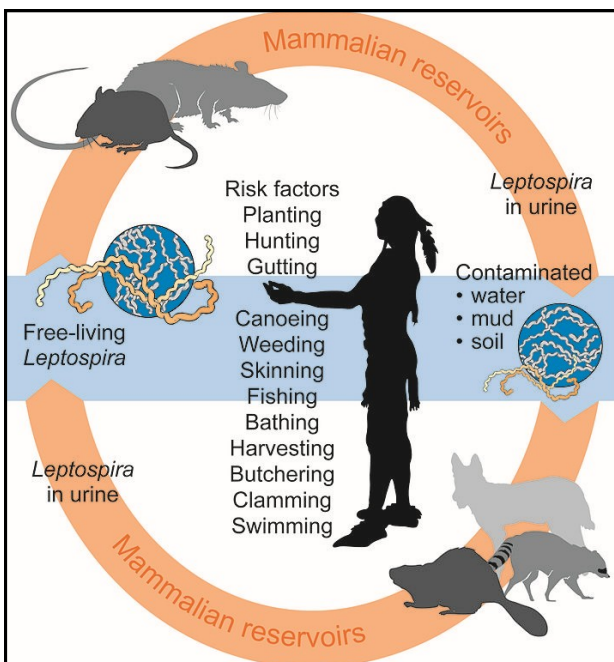 Mammalian reservoirs
Risk factors
Planting
Hunting
Gutting
Canoeing
Weeding
Skinning
Fishing
Bathing
Harvesting
Butchering
Clamming
Swimming
Leptospira
in urine
Contaminated
• water
• mud
• soil
Free-living
Leptospira
Leptospira
in urine
Mammalian reservoirs